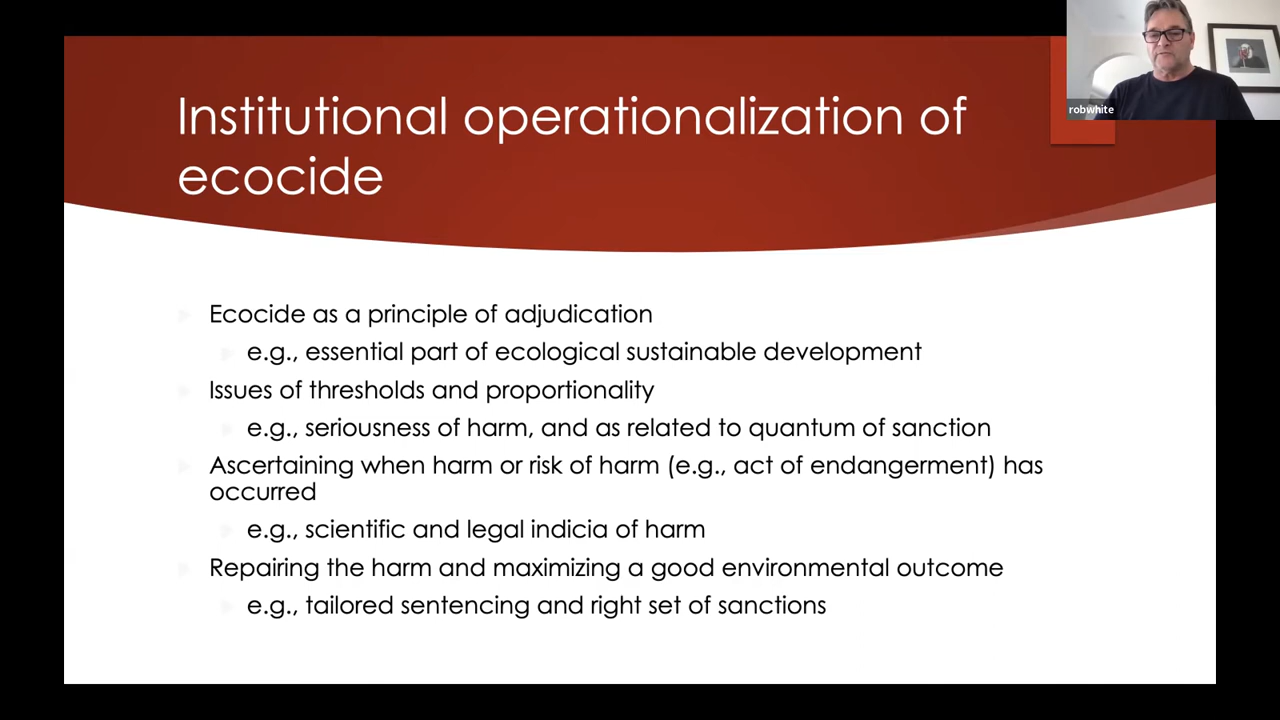 robwhite
Institutional operationalization of
ecocide
Ecocide as a principle of adjudication
e.g., essential part of ecological sustainable development
Issues of thresholds and proportionality
e.g., seriousness of harm, and as related to quantum of sanction
Ascertaining when harm or risk of harm (e.g., act of endangerment) has
occurred
e.g., scientific and legal indicia of harm
Repairing the harm and maximizing a good environmental outcome
e.g., tailored sentencing and right set of sanctions